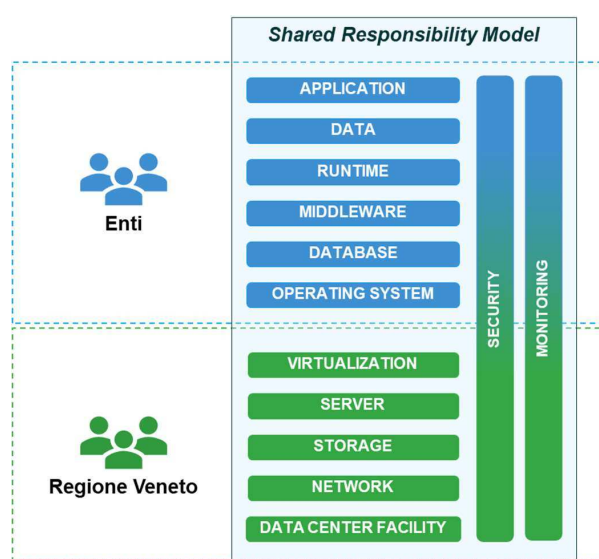 Shared Responsibility Model
APPLICATION
DATA
RUNTIME
MIDDLEWARE
DATABASE
OPERATING SYSTEM
Enti
VIRTUALIZATION
SERVER
STORAGE
NETWORK
DATA CENTER FACILITY
Regione Veneto
SECURITY
MONITORING